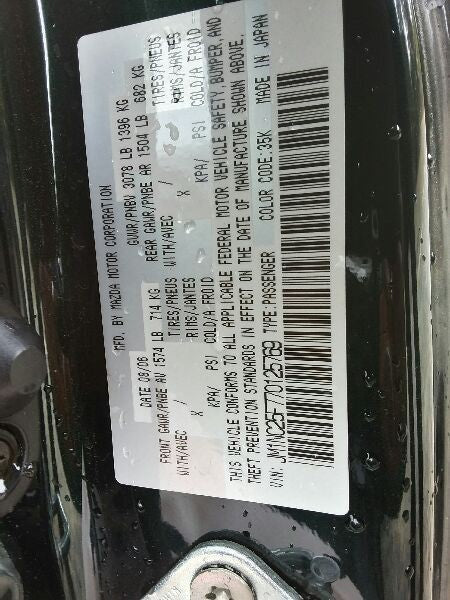 MFD. BY MAZDA MOTOR CORPORATION
DATE 08/06 GVWR/PNBV 3078 LB 1396 KG
FRONT GAWR/PNBE AV 1574 LB 714 KG REAR GAWR/PNBE AR 1504 LB 682 KG
TIRES/PNEUS TIRES/PNEUS
WITH/AVEC / RIMS/JANTES WITH/AVEC / RIMS/JANTES
X X
KPA/ PSI COLD/A FROID KPA/ PSI COLD/A FROID
THIS VEHICLE CONFORMS TO ALL APPLICABLE FEDERAL MOTOR VEHICLE SAFETY, BUMPER, AND
THEFT PREVENTION STANDARDS IN EFFECT ON THE DATE OF MANUFACTURE SHOWN ABOVE.
VIN: JM1NC25F770125769 TYPE:PASSENGER COLOR CODE:35K MADE IN JAPAN